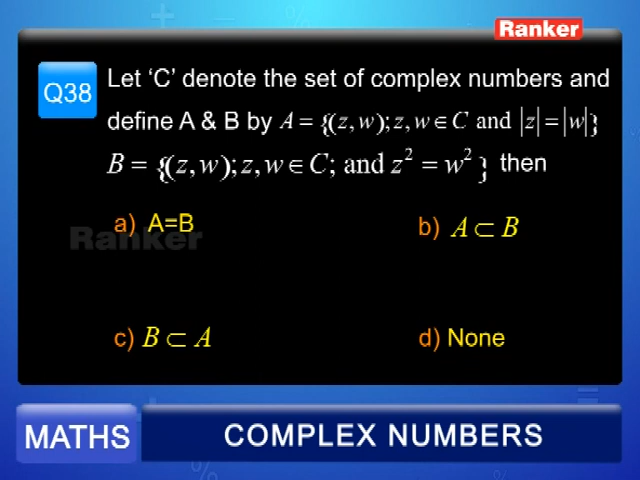 Ranker
Q38
Let ‘C’ denote the set of complex numbers and
define A & B by A = {(z, w); z, w ∈ C and |z| = |w|}
B = {(z, w); z, w ∈ C; and z² = w²} then
a) A=B
b) A ⊂ B
Ranker
c) B ⊂ A
d) None
MATHS
COMPLEX NUMBERS